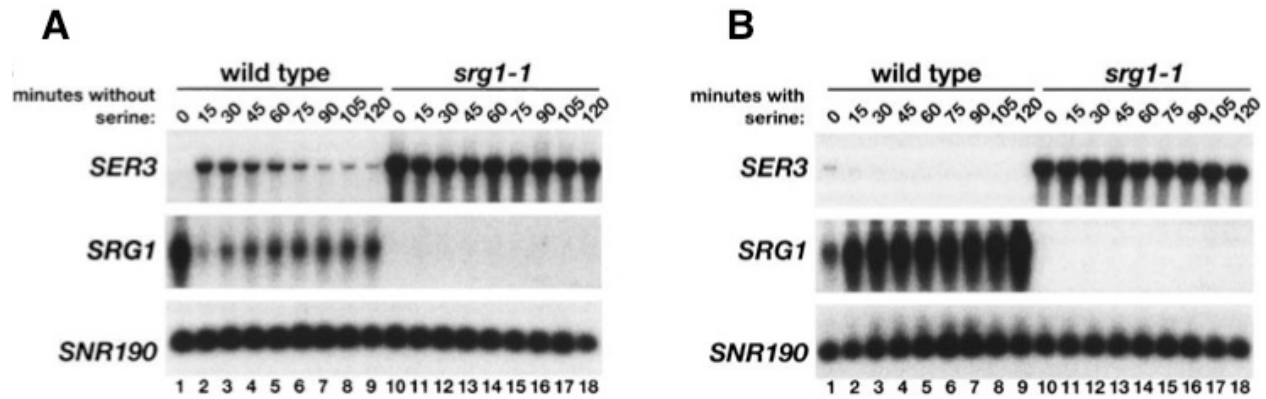 A
wild type srg1-1
minutes without
serine: 0 15 30 45 60 75 90 105 120 0 15 30 45 60 75 90 105 120
SER3
SRG1
SNR190
1 2 3 4 5 6 7 8 9 10 11 12 13 14 15 16 17 18
B
wild type srg1-1
minutes with
serine: 0 15 30 45 60 75 90 105 120 0 15 30 45 60 75 90 105 120
SER3
SRG1
SNR190
1 2 3 4 5 6 7 8 9 10 11 12 13 14 15 16 17 18